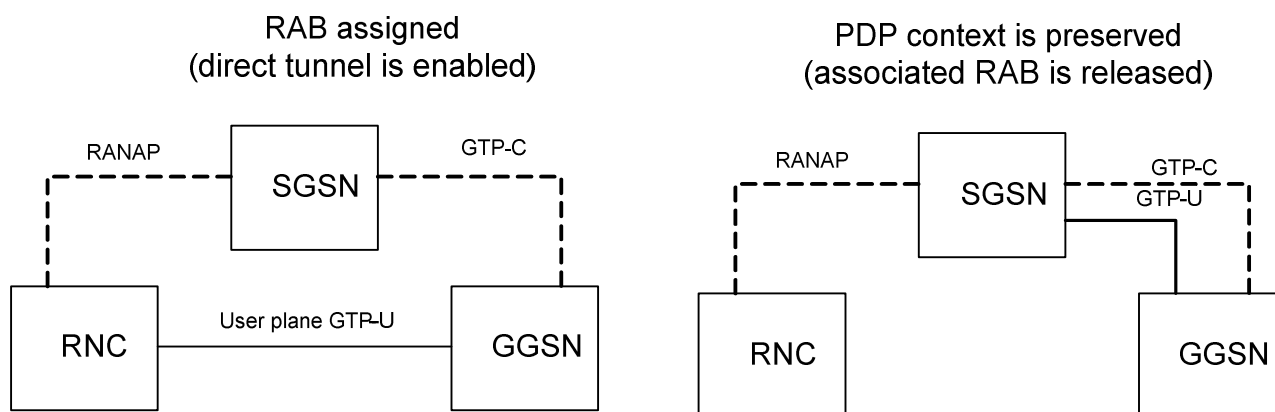 RAB assigned
(direct tunnel is enabled)
RANAP
GTP-C
SGSN
RNC
User plane GTP-U
GGSN
PDP context is preserved
(associated RAB is released)
RANAP
SGSN
GTP-C
GTP-U
RNC
GGSN